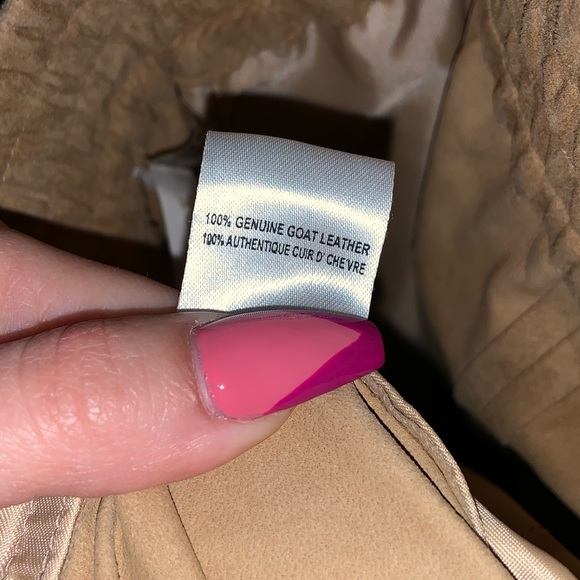 100% GENUINE GOAT LEATHER
100% AUTHENTIQUE CUIR D' CHE'VRE